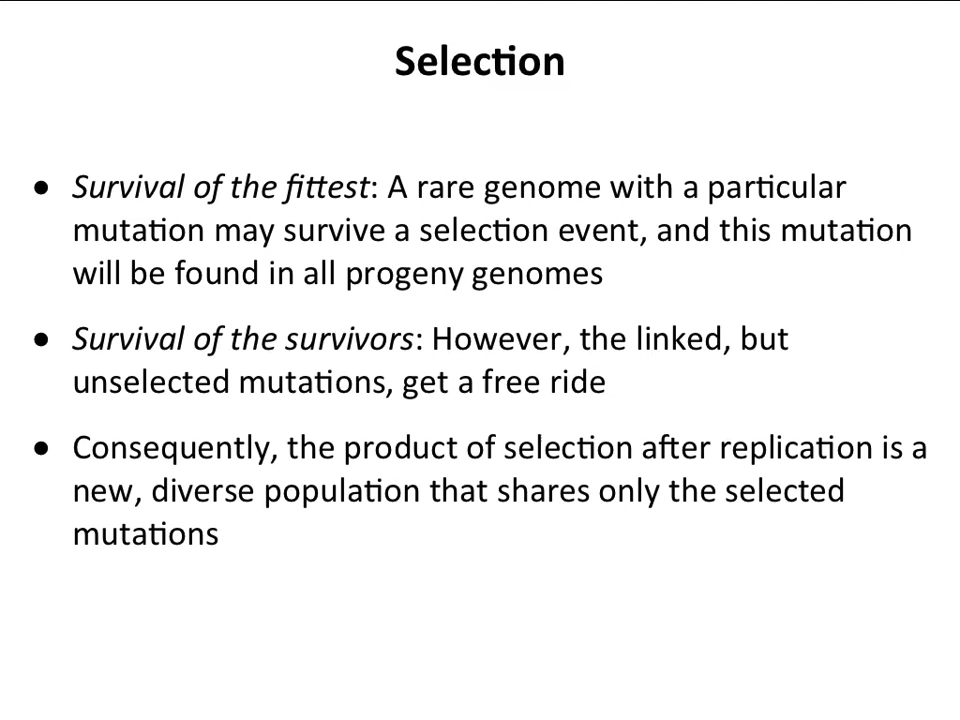 Selection
• Survival of the fittest: A rare genome with a particular
mutation may survive a selection event, and this mutation
will be found in all progeny genomes
• Survival of the survivors: However, the linked, but
unselected mutations, get a free ride
• Consequently, the product of selection after replication is a
new, diverse population that shares only the selected
mutations